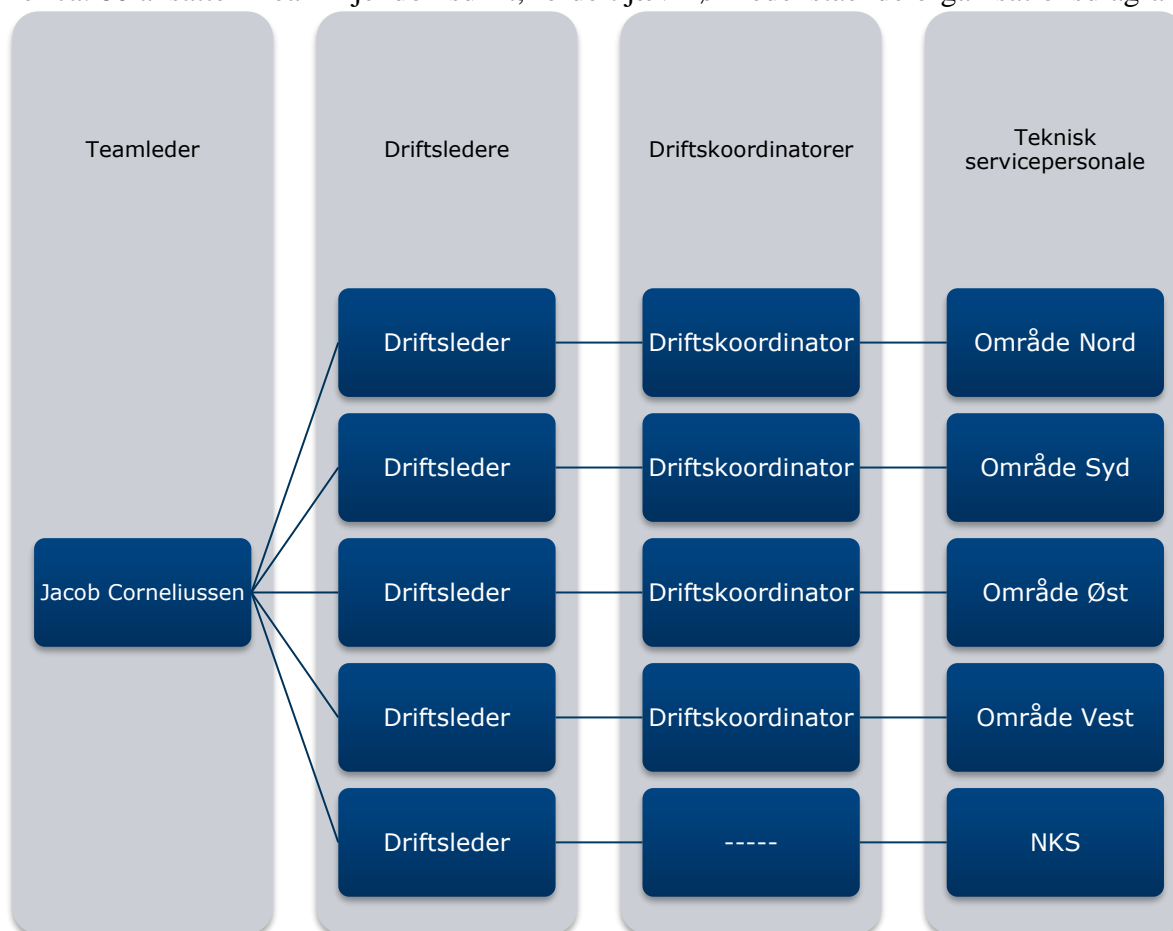 Teamleder
Driftsledere
Driftskoordinatorer
Teknisk
servicepersonale
Driftsleder
Driftskoordinator
Område Nord
Driftsleder
Driftskoordinator
Område Syd
Jacob Corneliussen
Driftsleder
Driftskoordinator
Område Øst
Driftsleder
Driftskoordinator
Område Vest
Driftsleder
-----
NKS